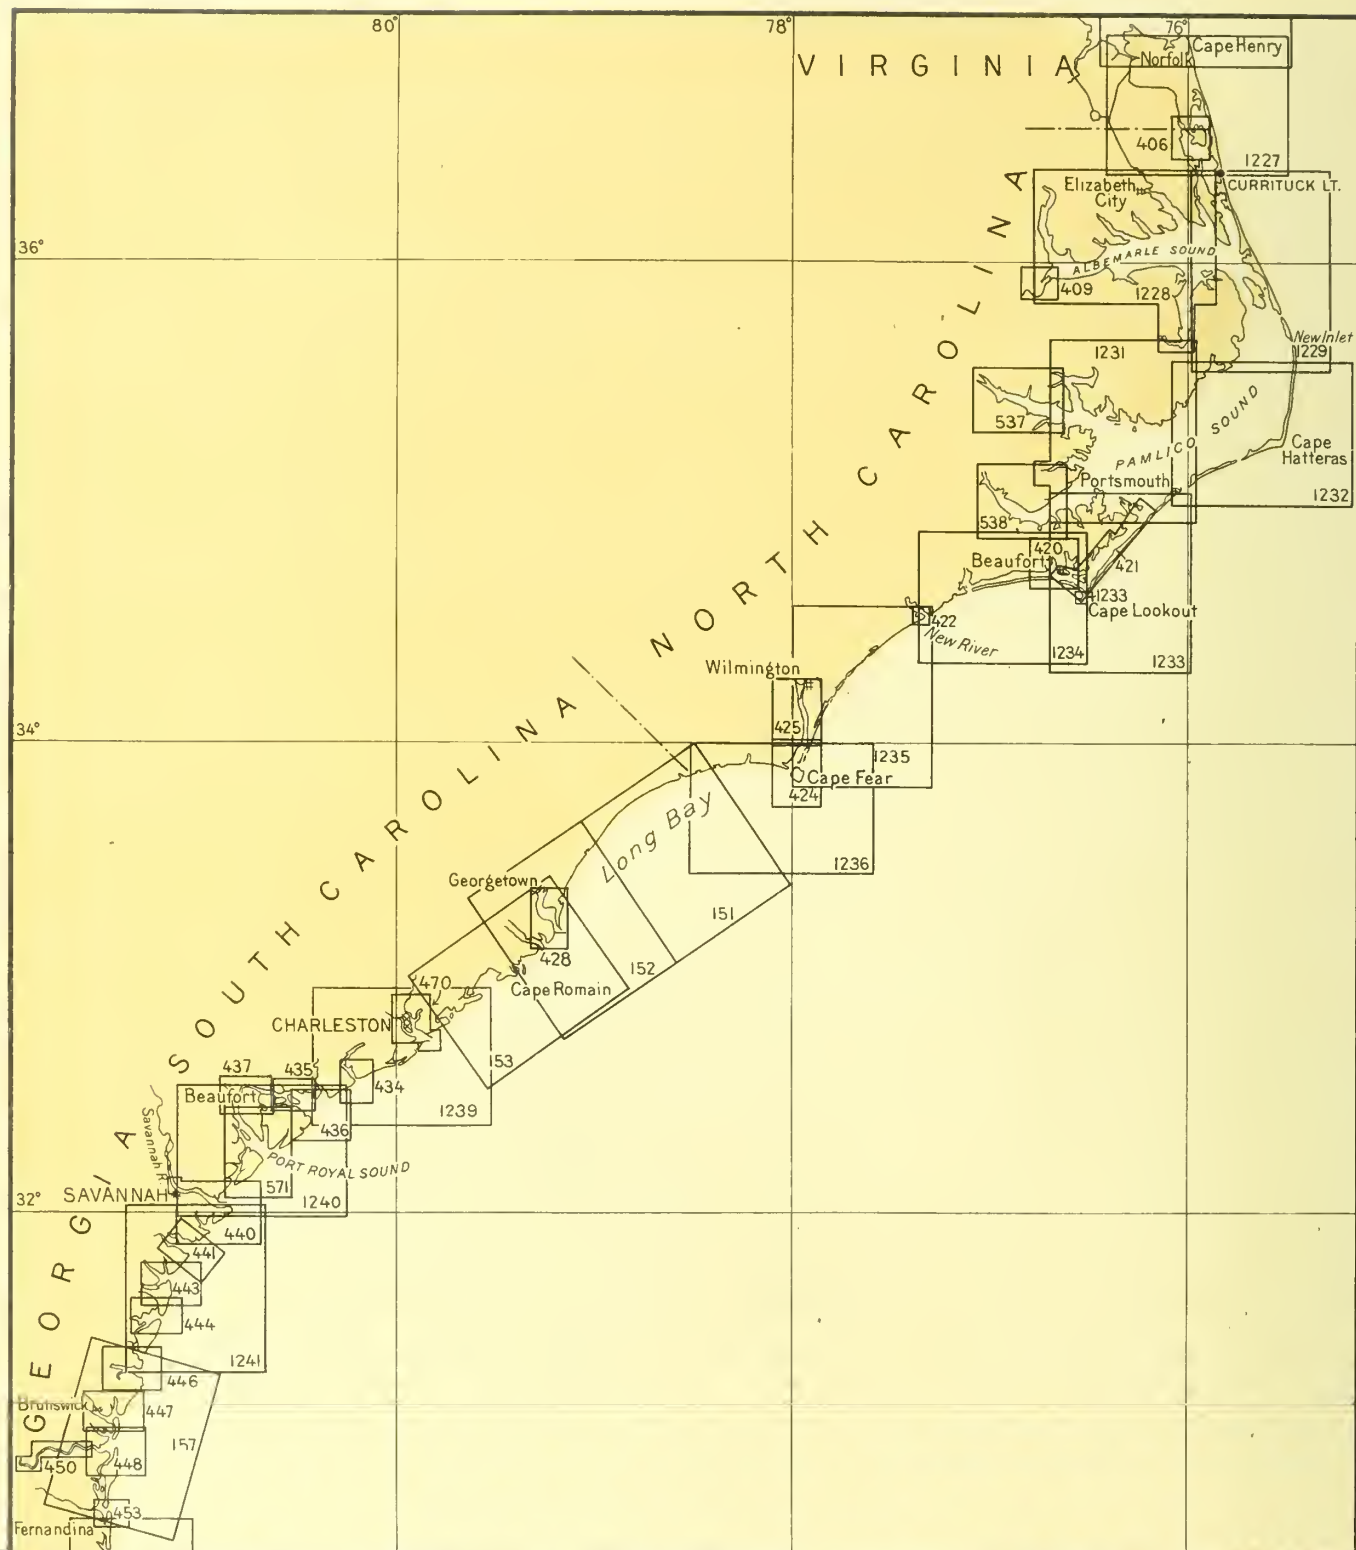 80°
78°
76°
VIRGINIA
Cape Henry
Norfolk
406
1227
CURRITUCK LT.
Elizabeth
City
36°
ALBEMARLE SOUND
409
1228
New Inlet
1229
1231
537
PAMLICO SOUND
Cape
Hatteras
1232
Portsmouth
538
420
Beaufort
421
1233
Cape Lookout
422
New River
1234
1233
NORTH CAROLINA
Wilmington
425
34°
1235
Cape Fear
424
1236
Long Bay
151
Georgetown
428
152
Cape Romain
SOUTH CAROLINA
470
CHARLESTON
153
437
435
434
Beaufort
1239
436
Savannah R.
PORT ROYAL SOUND
571
1240
SAVANNAH
32°
440
441
443
444
1241
GEORGIA
446
Brunswick
447
157
450
448
453
Fernandina